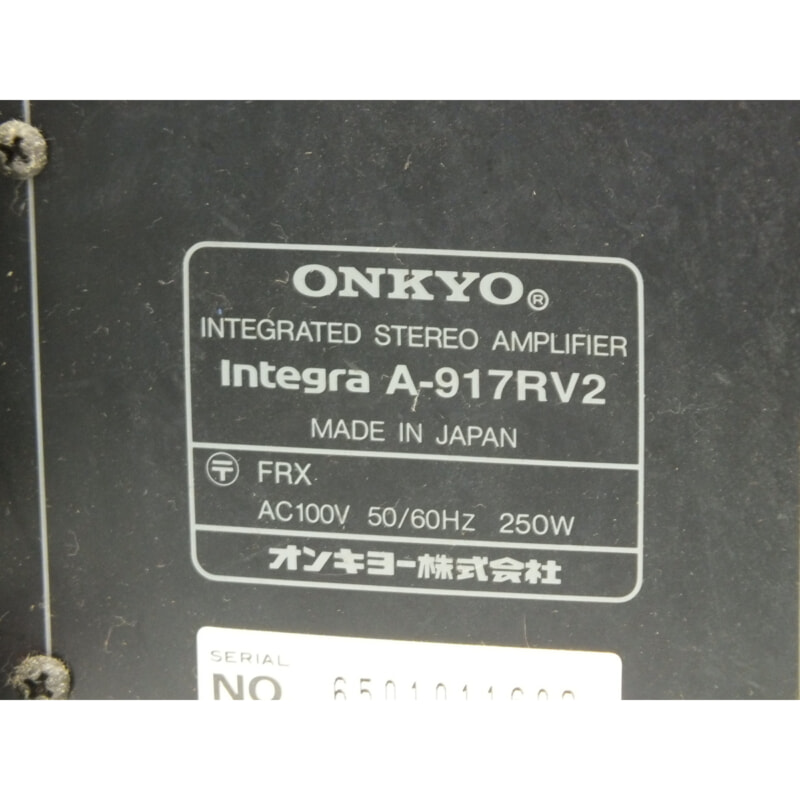 ONKYO®
INTEGRATED STEREO AMPLIFIER
Integra A-917RV2
MADE IN JAPAN
〶 FRX
AC100V 50/60Hz 250W
オンキヨー株式会社
SERIAL
NO